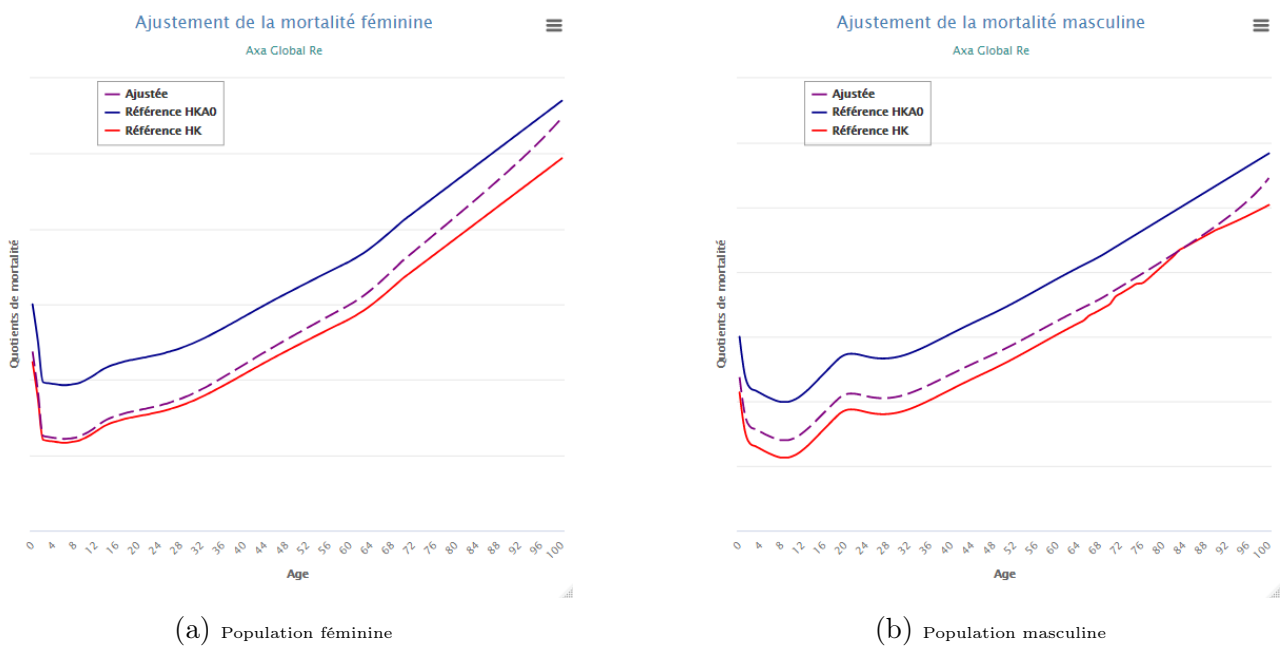 Ajustement de la mortalité féminine
Axa Global Re
Ajustée
Référence HKA0
Référence HK
Quotients de mortalité
0 4 8 12 16 20 24 28 32 36 40 44 48 52 56 60 64 68 72 76 80 84 88 92 96 100
Age
(a) Population féminine
Ajustement de la mortalité masculine
Axa Global Re
Ajustée
Référence HKA0
Référence HK
Quotients de mortalité
0 4 8 12 16 20 24 28 32 36 40 44 48 52 56 60 64 68 72 76 80 84 88 92 96 100
Age
(b) Population masculine